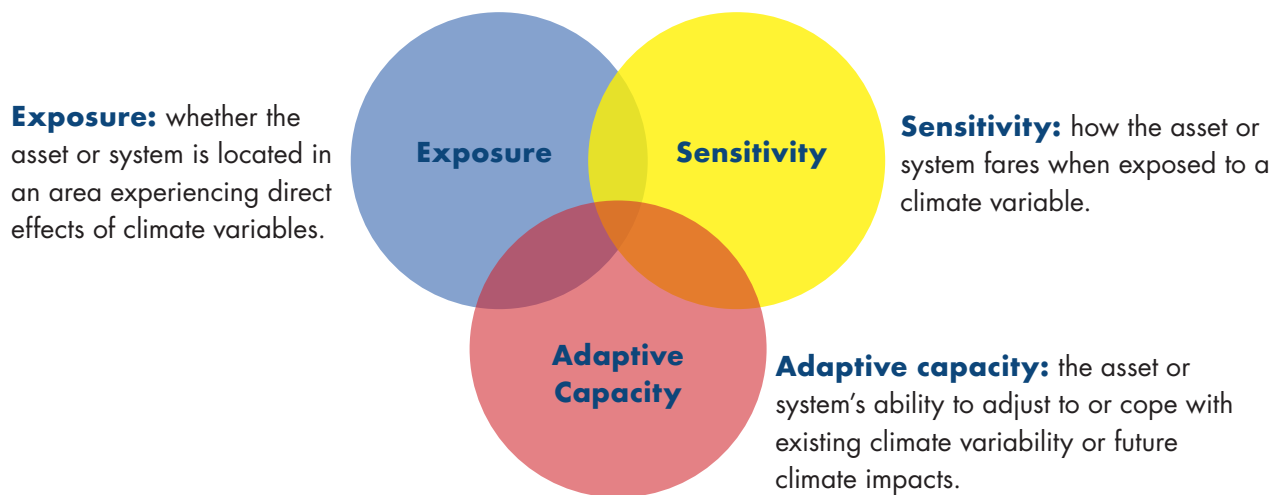 Exposure: whether the
asset or system is located in
an area experiencing direct
effects of climate variables.
Exposure
Sensitivity
Sensitivity: how the asset or
system fares when exposed to a
climate variable.
Adaptive
Capacity
Adaptive capacity: the asset or
system’s ability to adjust to or cope with
existing climate variability or future
climate impacts.